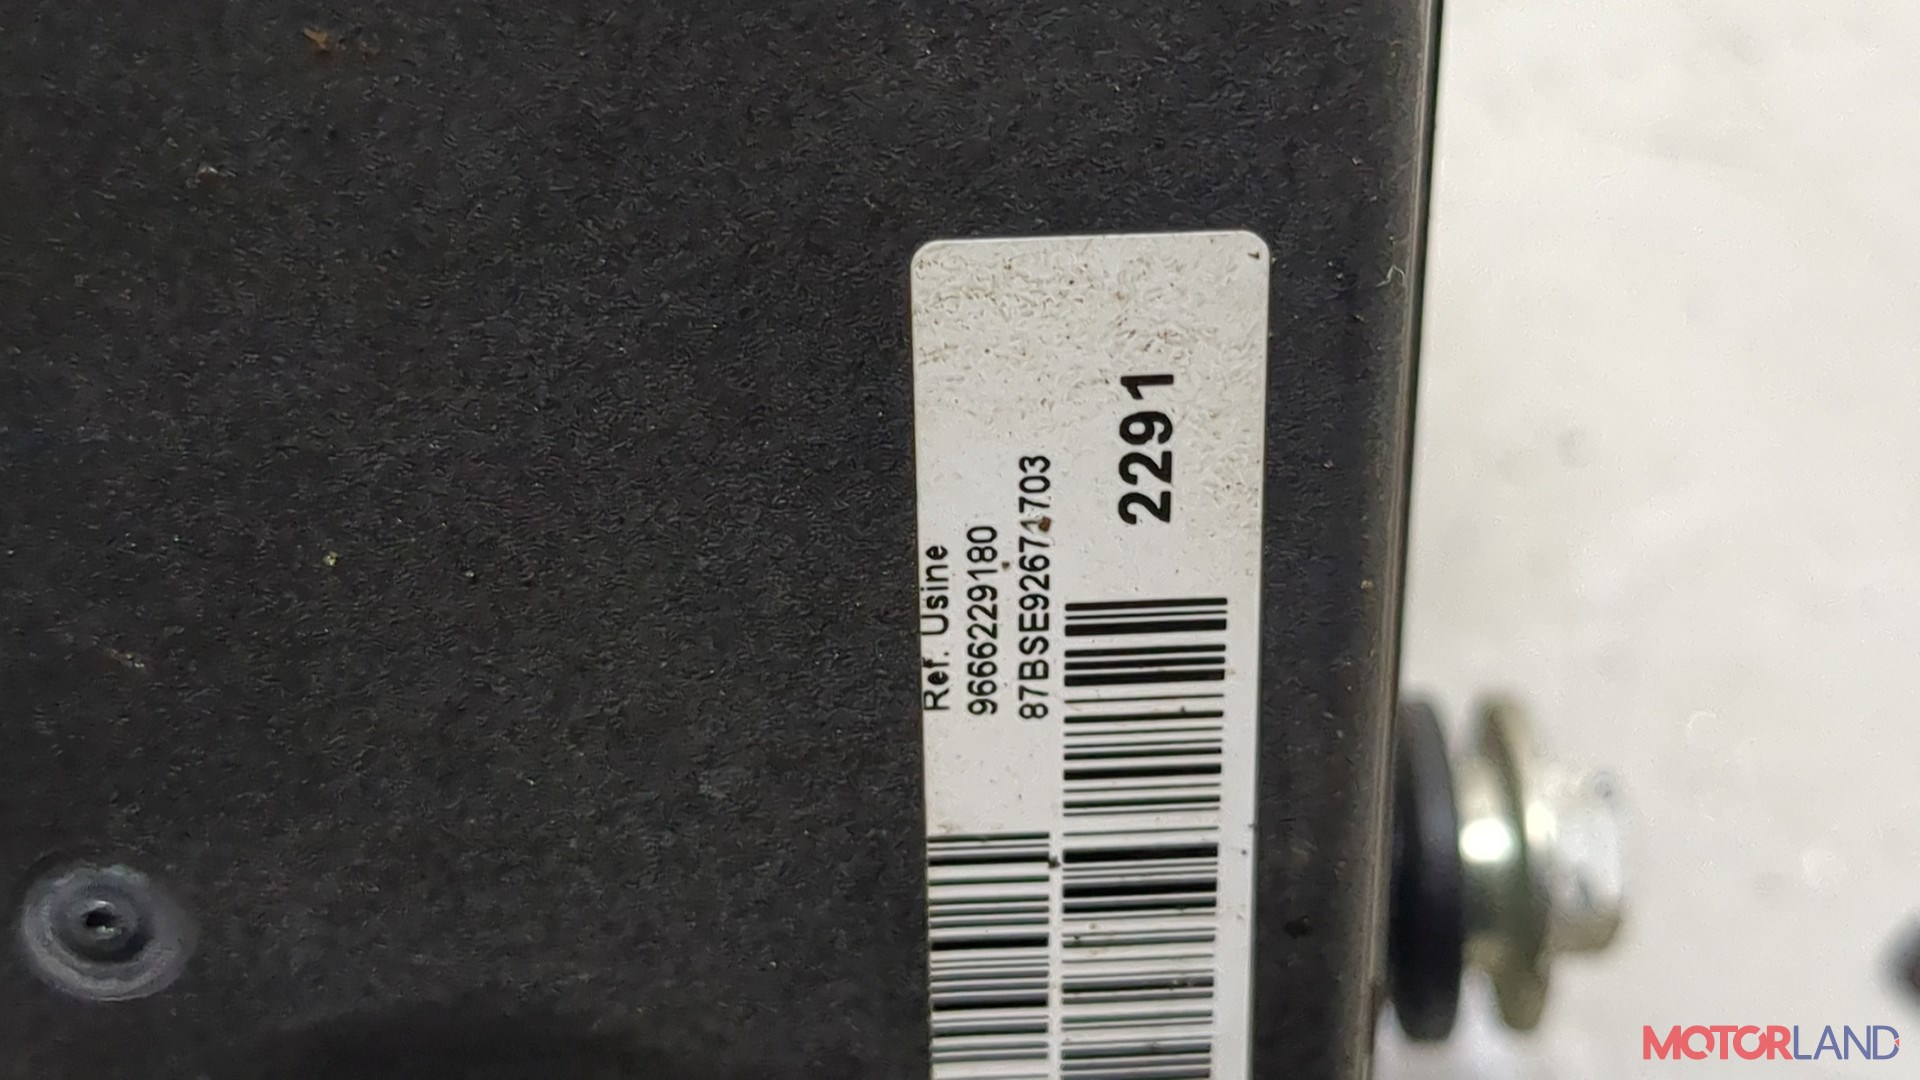 Ref. Usine
9666229180
87BSE92671703
2291
MOTORLAND